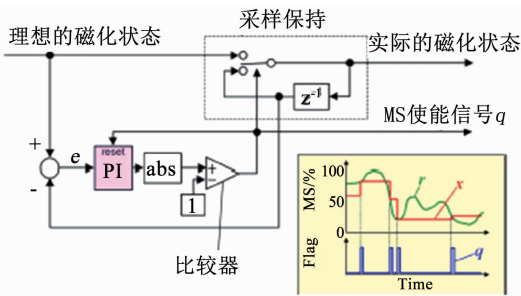 采样保持
理想的磁化状态
实际的磁化状态
z⁻¹
MS使能信号q
+
e
reset
PI
abs
+
−
1
-
比较器
MS/%
100
50
0
r
x
Flag
q
Time